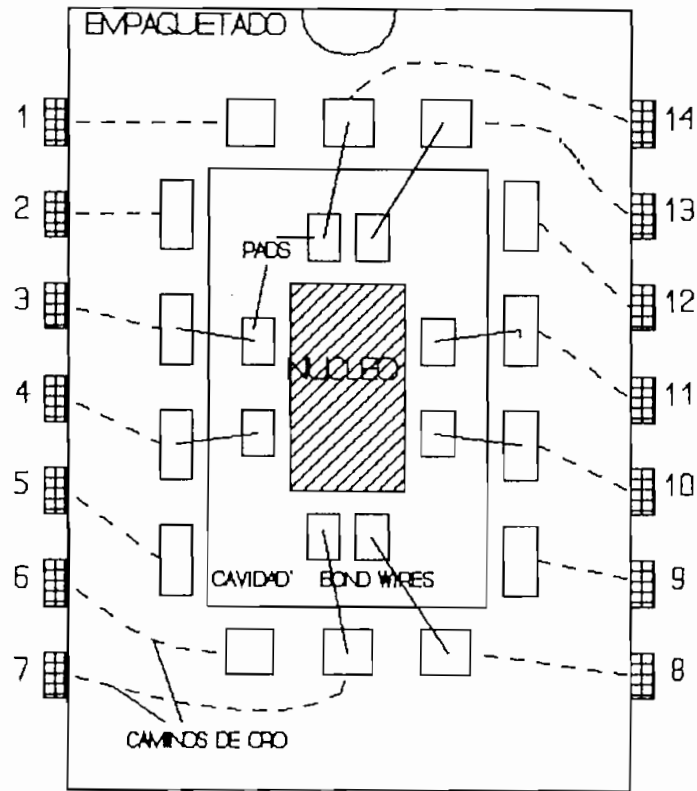 EMPAQUETADO
1
14
2
13
PADS
3
12
NUCLEO
4
11
5
10
6
CAVIDAD' BOND WIRES
9
7
8
CAMINOS DE ORO